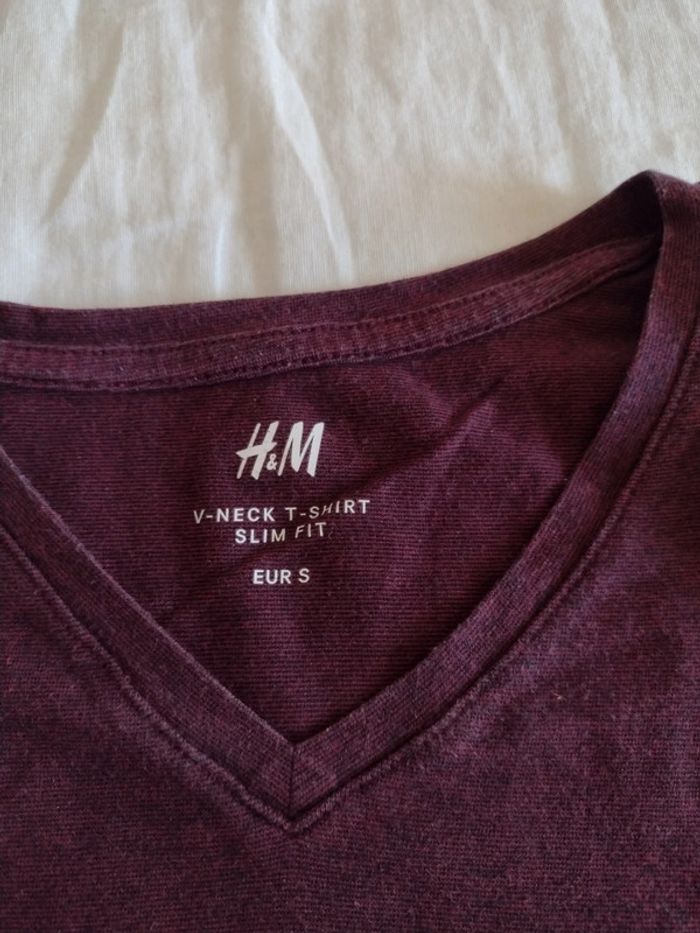 H&M
V-NECK T-SHIRT
SLIM FIT
EUR S